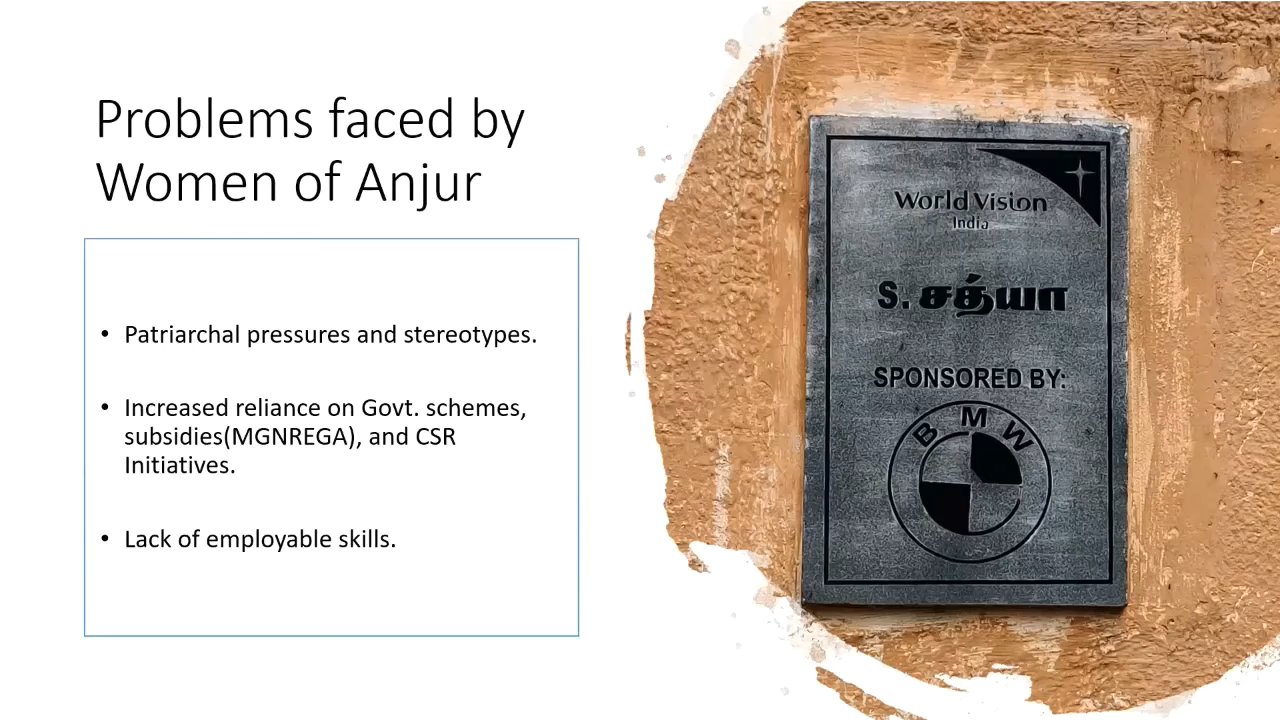 Problems faced by
Women of Anjur
• Patriarchal pressures and stereotypes.
• Increased reliance on Govt. schemes,
subsidies(MGNREGA), and CSR
Initiatives.
• Lack of employable skills.
World Vision
India
S. சத்யா
SPONSORED BY:
BMW